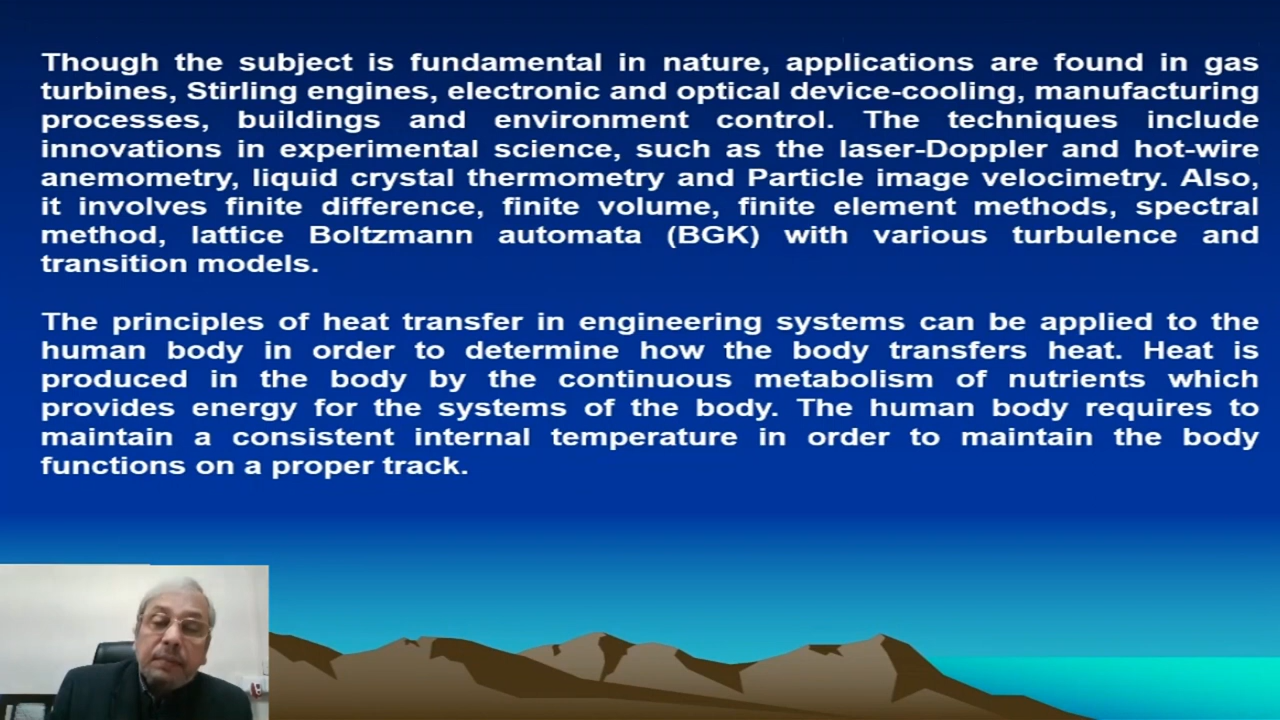 Though the subject is fundamental in nature, applications are found in gas
turbines, Stirling engines, electronic and optical device-cooling, manufacturing
processes, buildings and environment control. The techniques include
innovations in experimental science, such as the laser-Doppler and hot-wire
anemometry, liquid crystal thermometry and Particle image velocimetry. Also,
it involves finite difference, finite volume, finite element methods, spectral
method, lattice Boltzmann automata (BGK) with various turbulence and
transition models.
The principles of heat transfer in engineering systems can be applied to the
human body in order to determine how the body transfers heat. Heat is
produced in the body by the continuous metabolism of nutrients which
provides energy for the systems of the body. The human body requires to
maintain a consistent internal temperature in order to maintain the body
functions on a proper track.